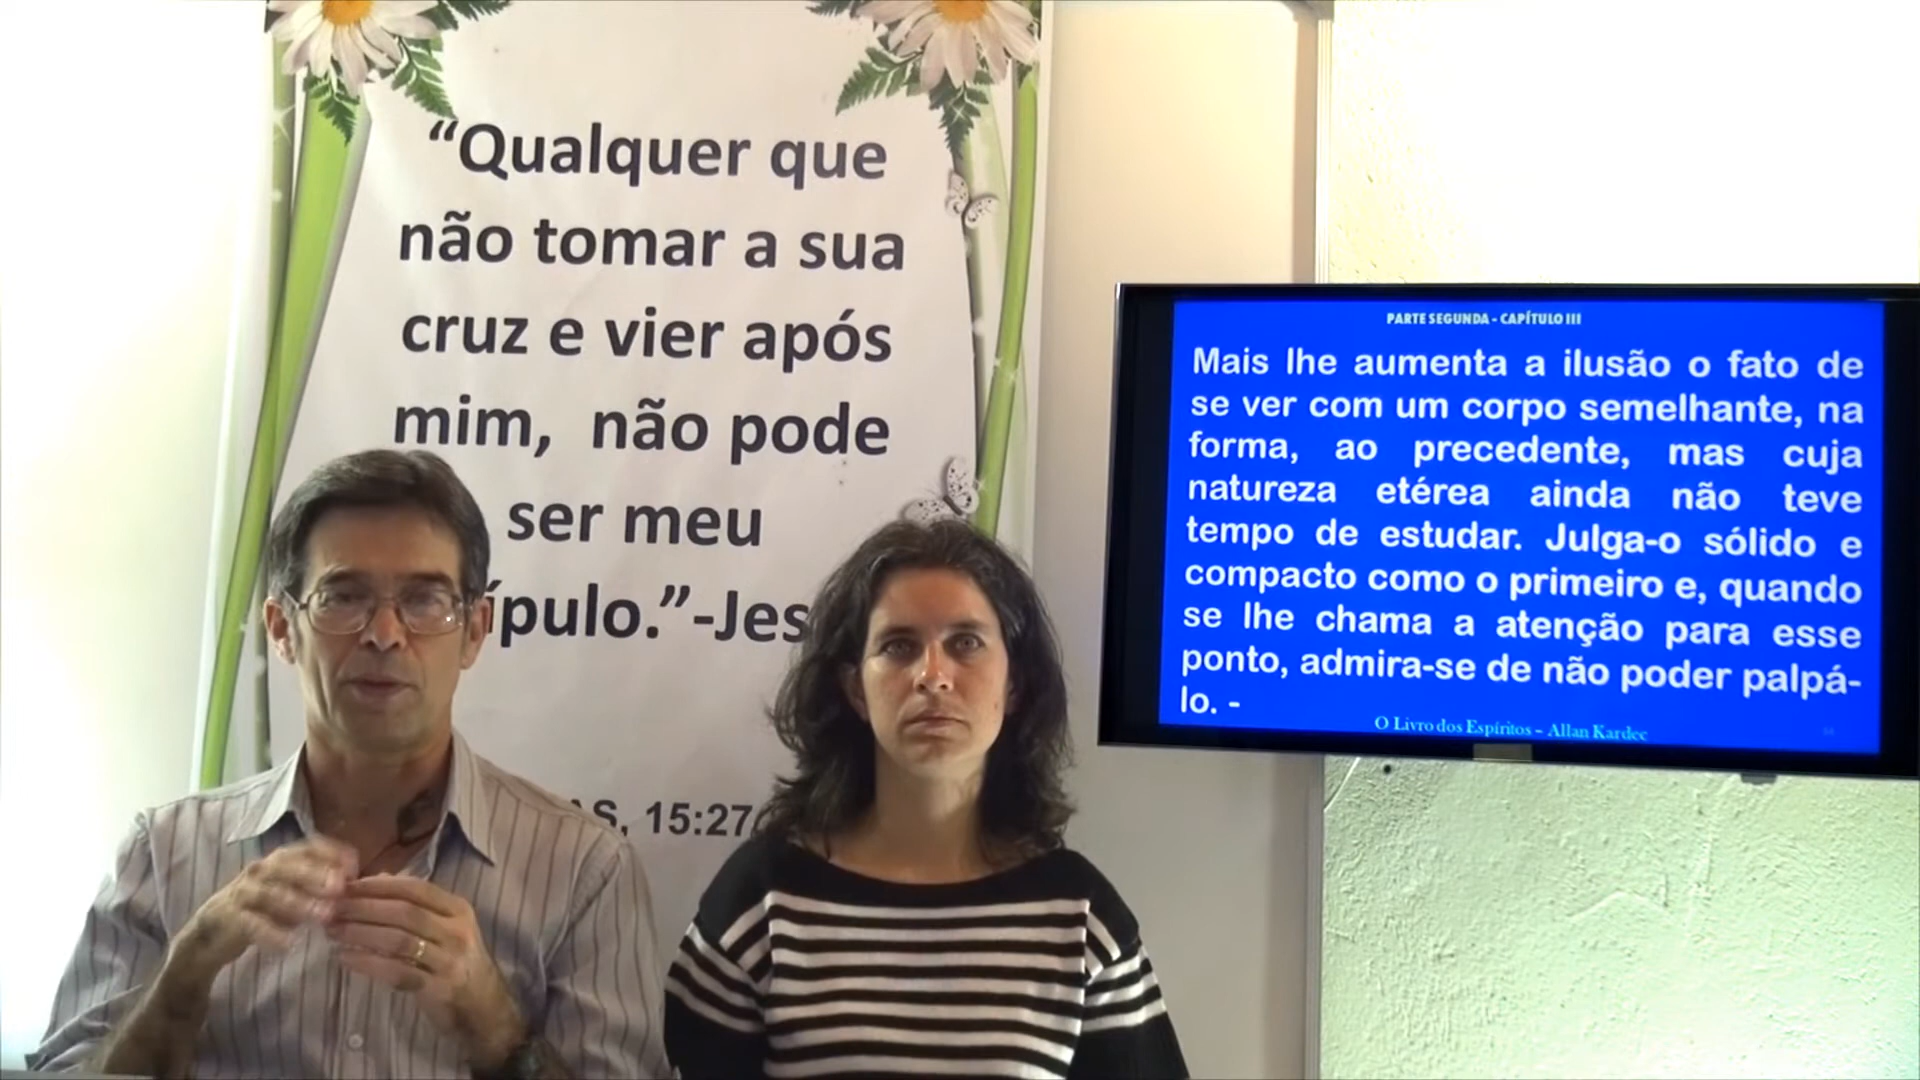 “Qualquer que
não tomar a sua
cruz e vier após
mim, não pode
ser meu
ípulo.”-Jes
AS, 15:27
PARTE SEGUNDA - CAPÍTULO III
Mais lhe aumenta a ilusão o fato de
se ver com um corpo semelhante, na
forma, ao precedente, mas cuja
natureza etérea ainda não teve
tempo de estudar. Julga-o sólido e
compacto como o primeiro e, quando
se lhe chama a atenção para esse
ponto, admira-se de não poder palpá-
lo. -
O Livro dos Espíritos – Allan Kardec